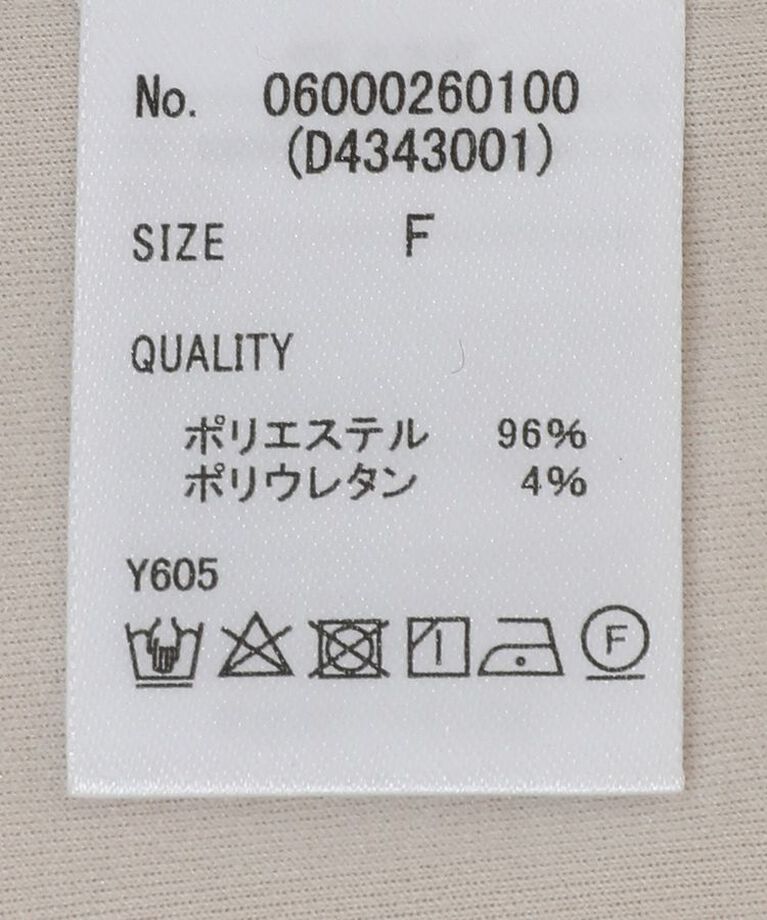 No. 06000260100
(D4343001)
SIZE F
QUALITY
ポリエステル 96%
ポリウレタン 4%
Y605
F